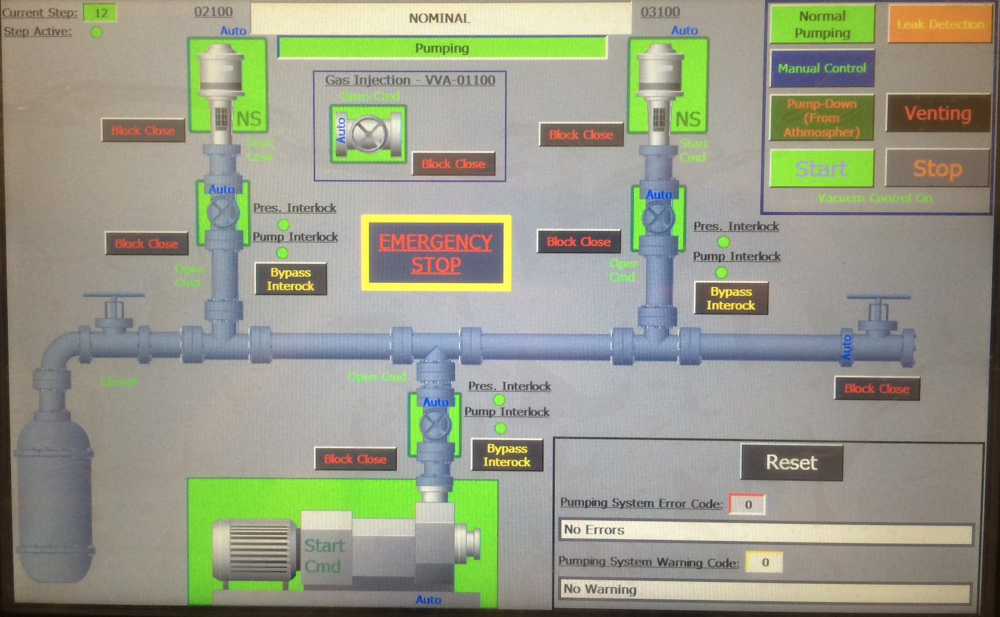 Current Step: 12
Step Active:
02100
Auto
NOMINAL
Pumping
03100
Auto
Normal
Pumping
Leak Detection
Manual Control
Pump-Down
(From
Athmospher)
Venting
Start
Stop
Vacuum Control On
Gas Injection - VVA-01100
Open Cmd
Auto
Block Close
NS
Block Close
Start
Cmd
NS
Block Close
Start
Cmd
Auto
Pres. Interlock
Pump Interlock
Block Close
Open
Cmd
Bypass
Interock
EMERGENCY
STOP
Auto
Pres. Interlock
Pump Interlock
Block Close
Open
Cmd
Bypass
Interock
Closed
Open Cmd
Auto
Block Close
Pres. Interlock
Auto
Pump Interlock
Block Close
Bypass
Interock
Start
Cmd
Auto
Reset
Pumping System Error Code: 0
No Errors
Pumping System Warning Code: 0
No Warning